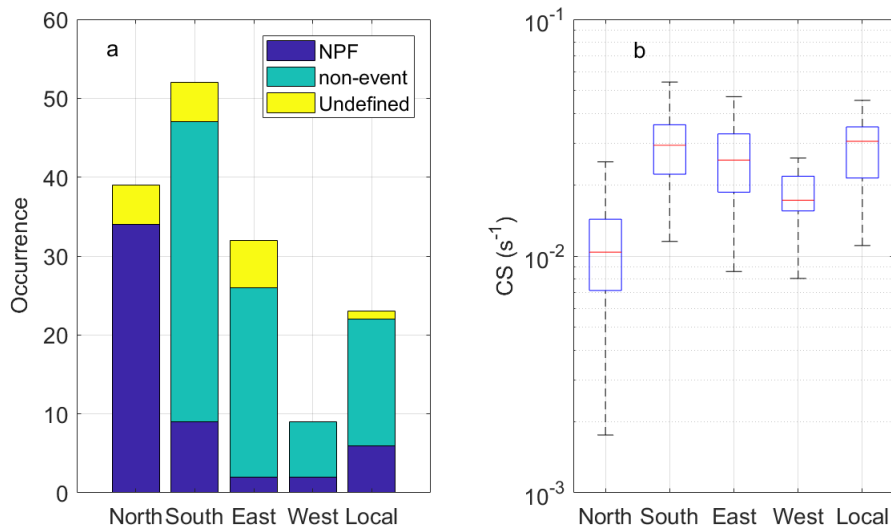 a
NPF
non-event
Undefined
Occurrence
60
50
40
30
20
10
0
North South East West Local
b
CS (s⁻¹)
10⁻¹
10⁻²
10⁻³
North South East West Local